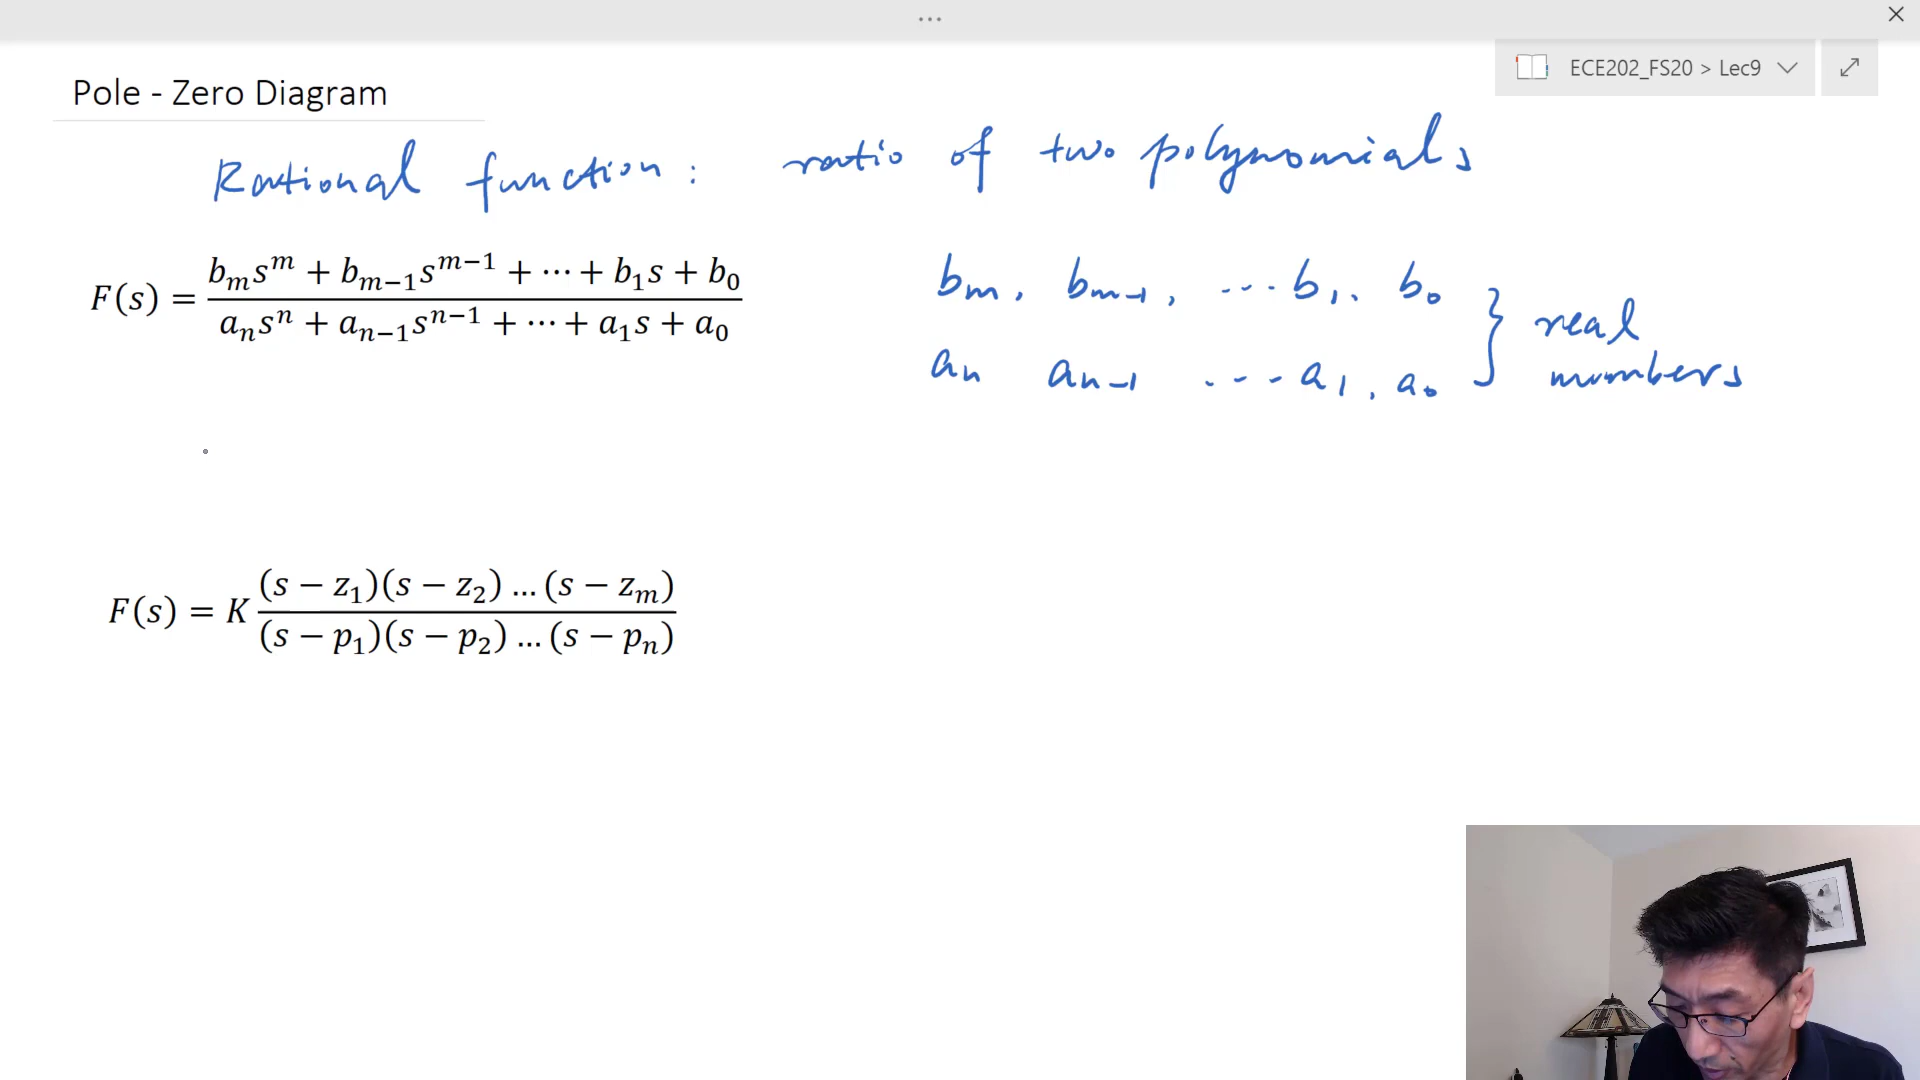 ...
ECE202_FS20 > Lec9
Pole - Zero Diagram
Rational function : ratio of two polynomials
F(s) = \frac{b_m s^m + b_{m-1} s^{m-1} + ⋯ + b_1 s + b_0}{a_n s^n + a_{n-1} s^{n-1} + ⋯ + a_1 s + a_0}
b_m, b_{m-1}, ... b_1, b_0
a_n a_{n-1} ... a_1, a_0
} real numbers
F(s) = K \frac{(s − z_1)(s − z_2) … (s − z_m)}{(s − p_1)(s − p_2) … (s − p_n)}